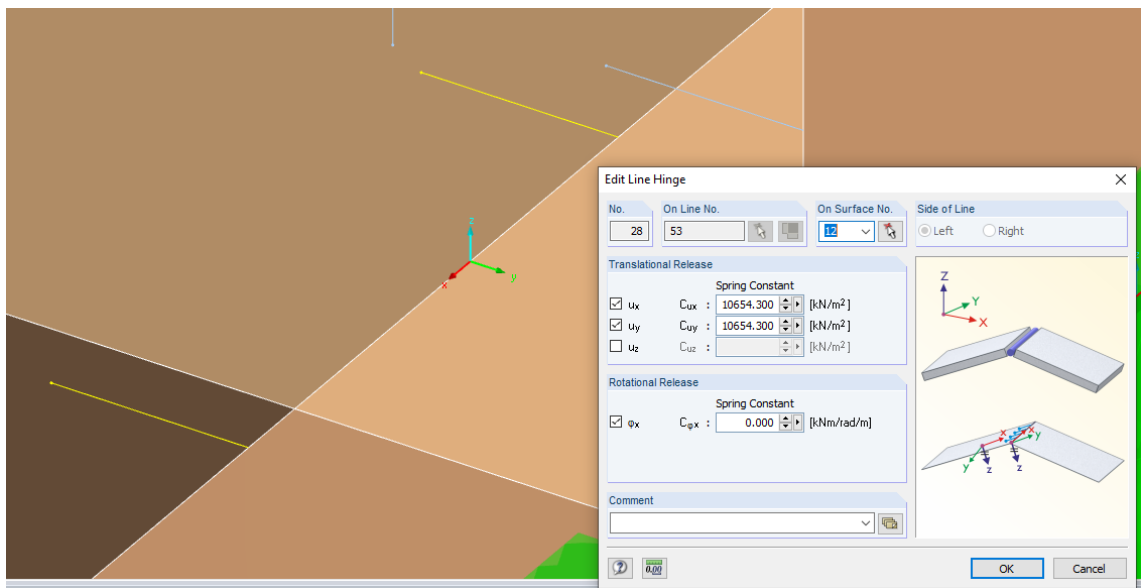 z
y
x
Edit Line Hinge
No. On Line No. On Surface No. Side of Line
28 53 12 Left Right
Translational Release
Spring Constant
ux Cux : 10654.300 [kN/m²]
uy Cuy : 10654.300 [kN/m²]
uz Cuz : [kN/m²]
Rotational Release
Spring Constant
φx Cφx : 0.000 [kNm/rad/m]
Comment
Z
Y
X
x x
y y
z z
0.00
OK Cancel